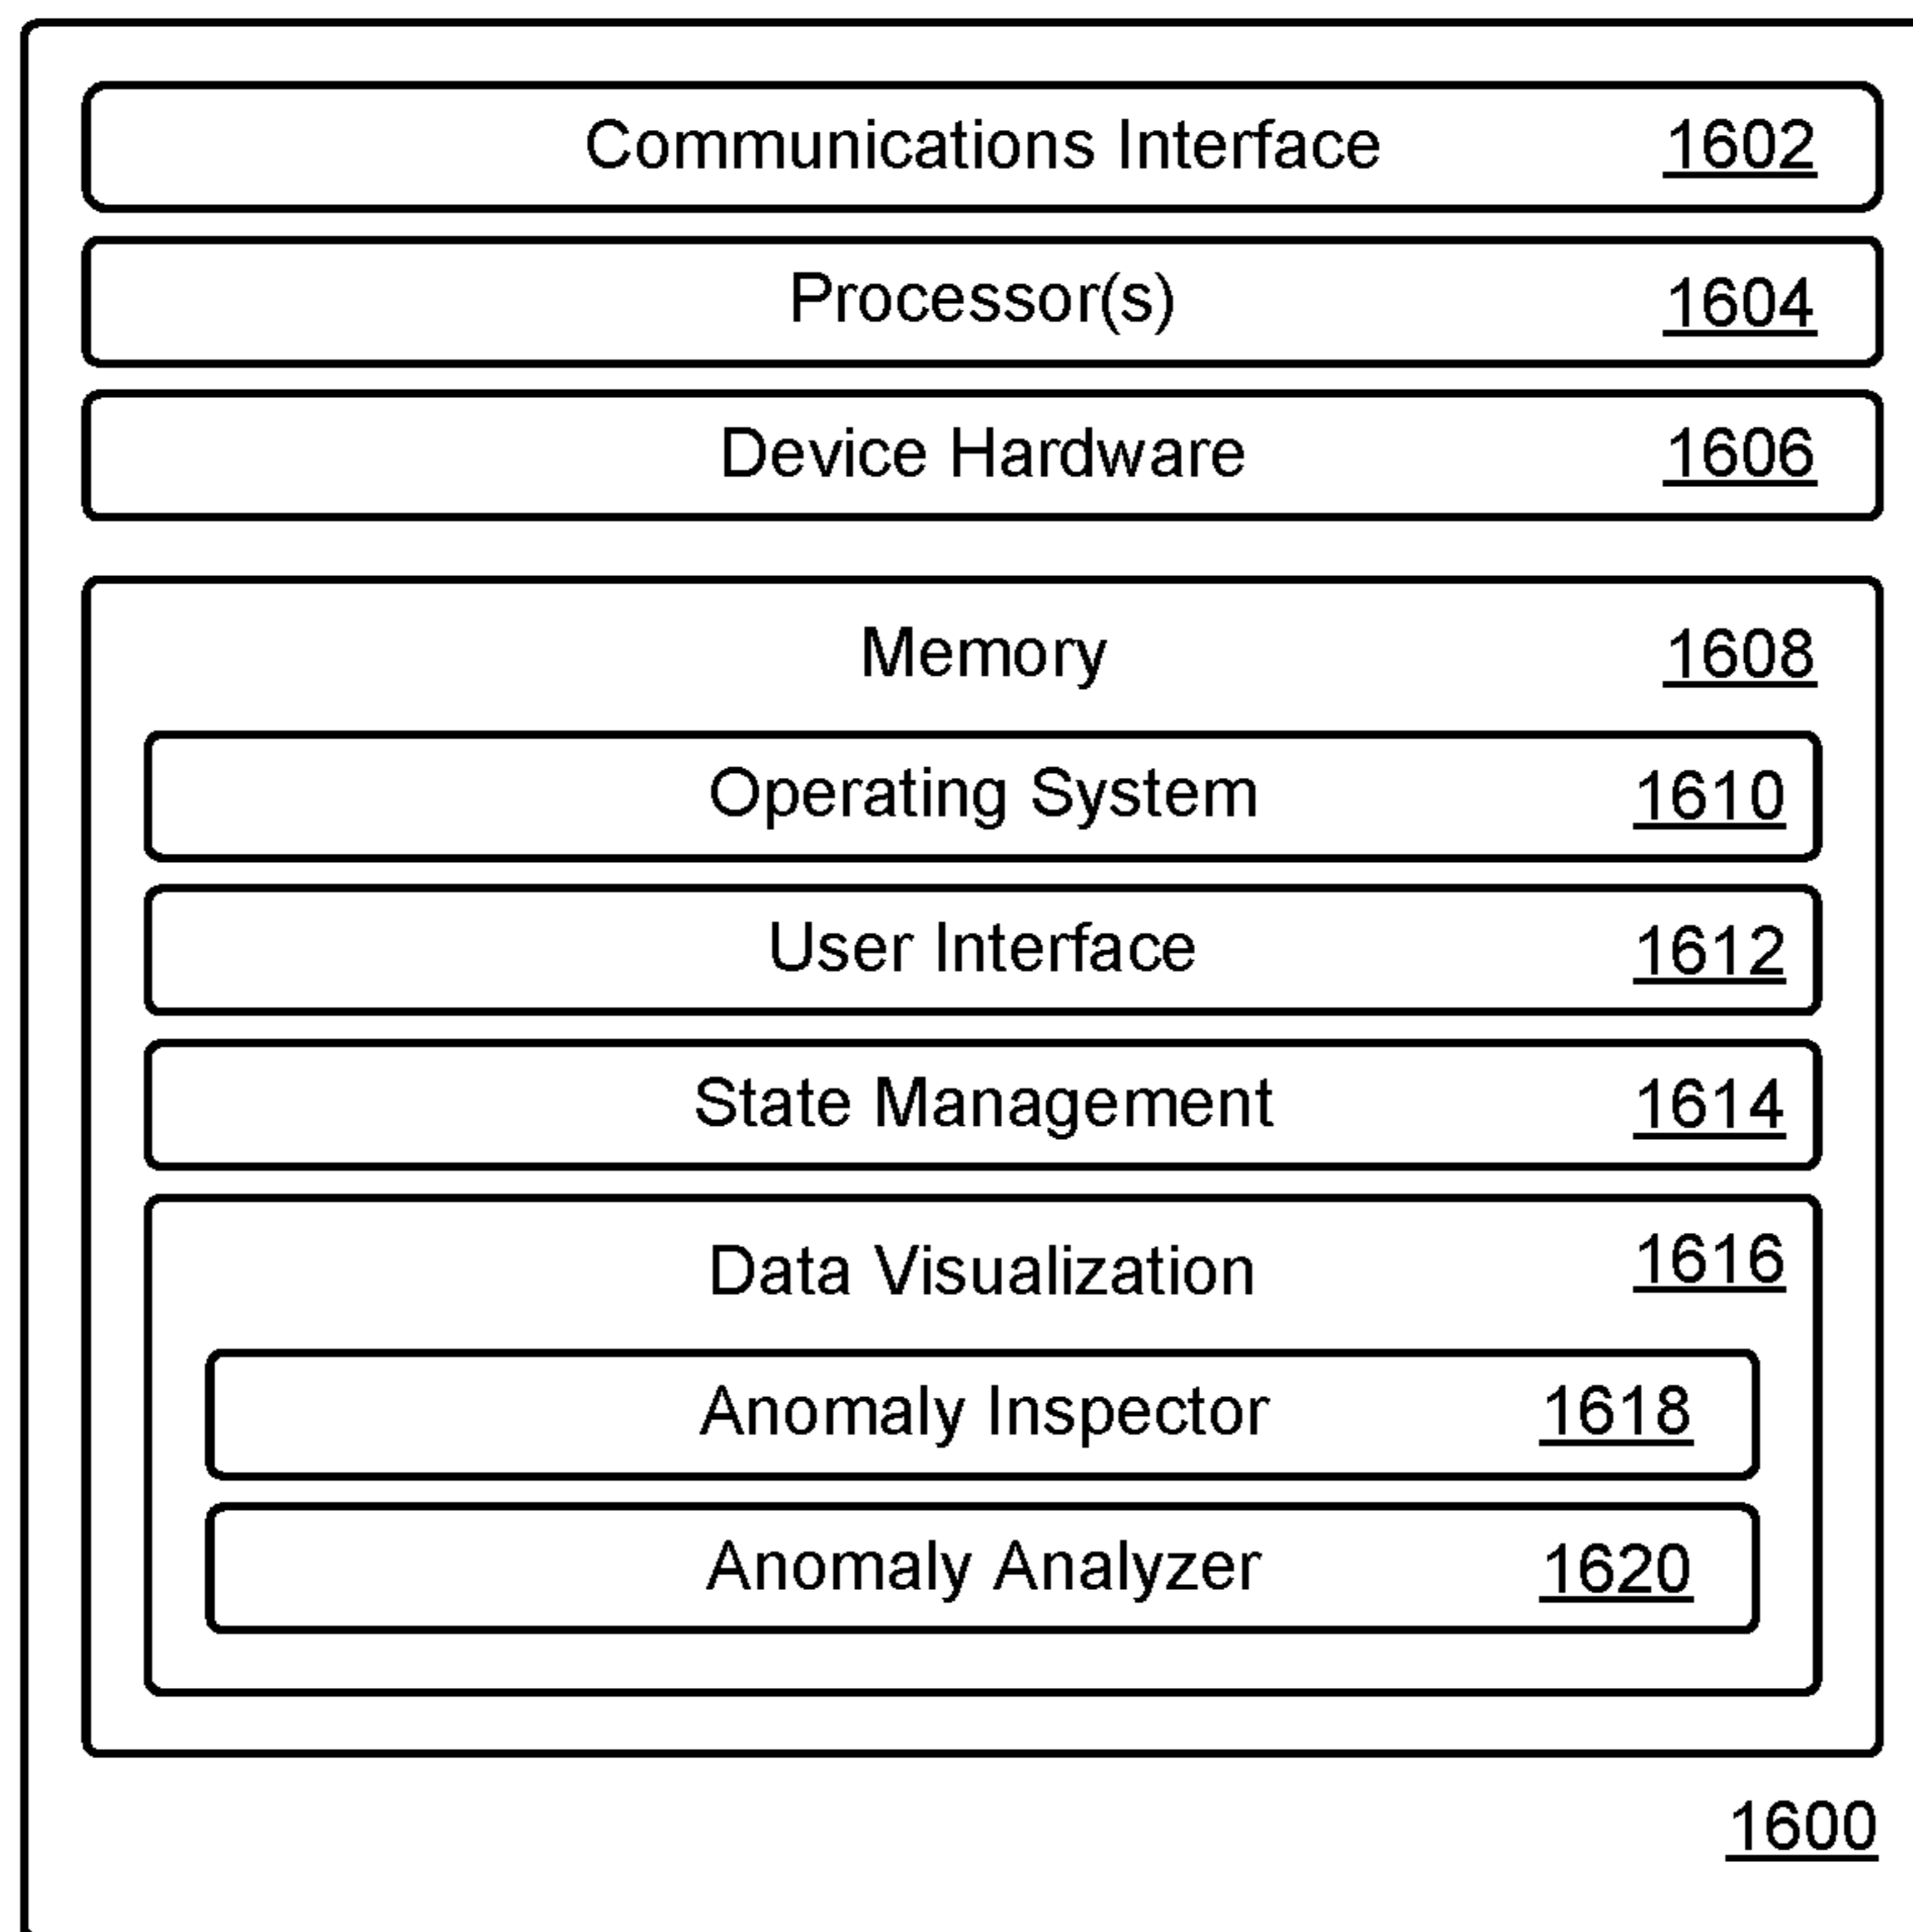 Communications Interface 1602
Processor(s) 1604
Device Hardware 1606
Memory 1608
Operating System 1610
User Interface 1612
State Management 1614
Data Visualization 1616
Anomaly Inspector 1618
Anomaly Analyzer 1620
1600